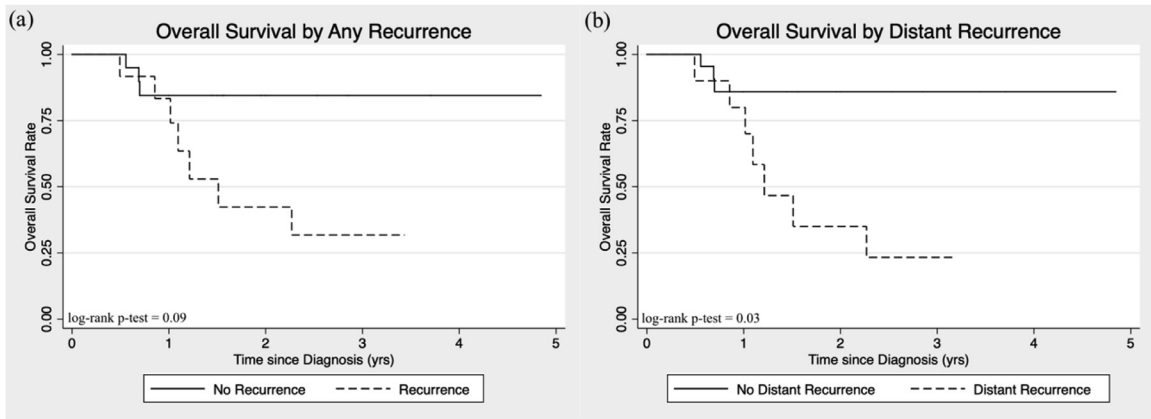 (a)
Overall Survival by Any Recurrence
Overall Survival Rate
1.00
0.75
0.50
0.25
0.00
log-rank p-test = 0.09
0 1 2 3 4 5
Time since Diagnosis (yrs)
No Recurrence Recurrence
(b)
Overall Survival by Distant Recurrence
Overall Survival Rate
1.00
0.75
0.50
0.25
0.00
log-rank p-test = 0.03
0 1 2 3 4 5
Time since Diagnosis (yrs)
No Distant Recurrence Distant Recurrence